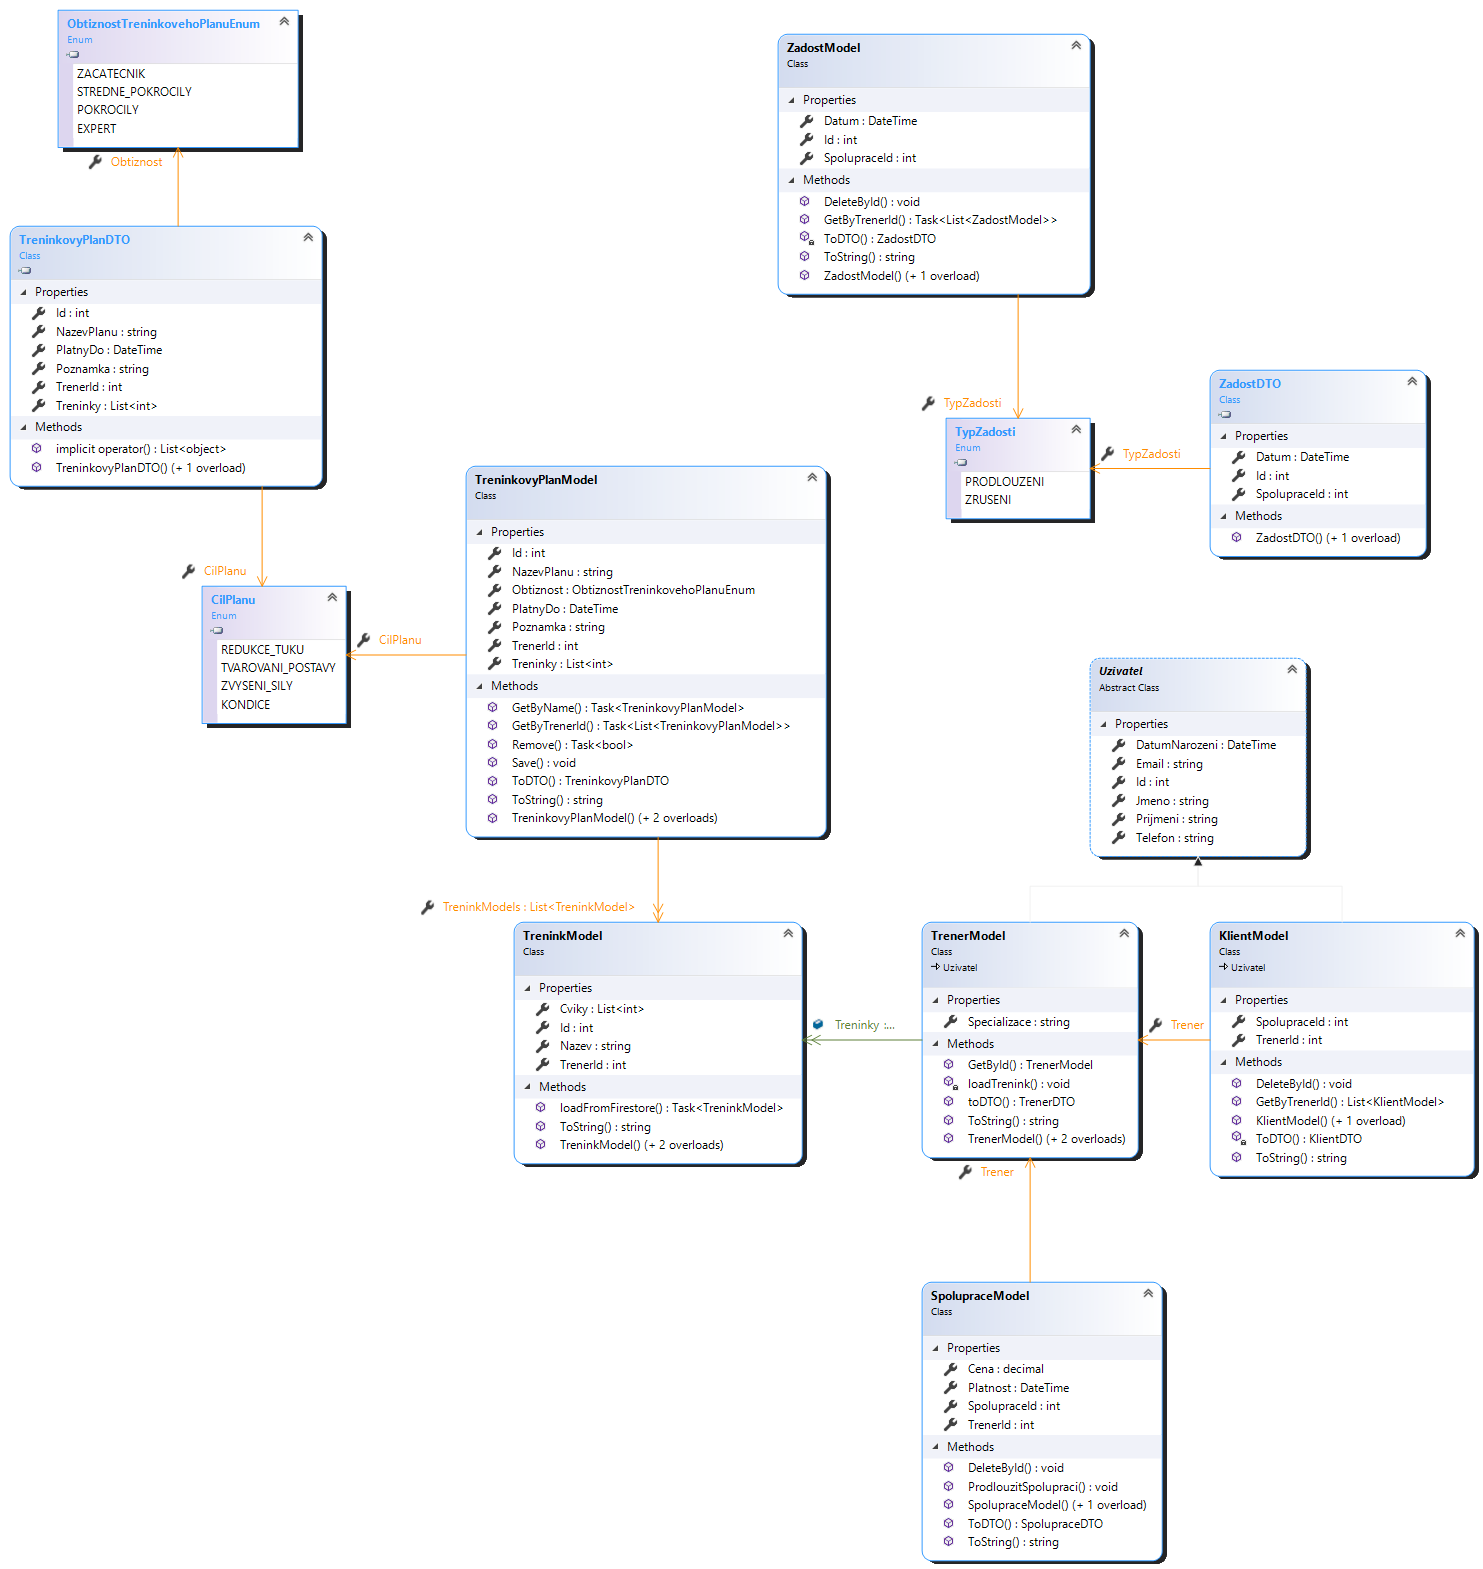 ObtiznostTreninkovehoPlanuEnum
Enum
ZACATECNIK
STREDNE_POKROCILY
POKROCILY
EXPERT
Obtiznost
TreninkovyPlanDTO
Class
Properties
Id : int
NazevPlanu : string
PlatnyDo : DateTime
Poznamka : string
TrenerId : int
Treninky : List<int>
Methods
implicit operator() : List<object>
TreninkovyPlanDTO() (+ 1 overload)
CilPlanu
CilPlanu
Enum
REDUKCE_TUKU
TVAROVANI_POSTAVY
ZVYSENI_SILY
KONDICE
CilPlanu
TreninkovyPlanModel
Class
Properties
Id : int
NazevPlanu : string
Obtiznost : ObtiznostTreninkovehoPlanuEnum
PlatnyDo : DateTime
Poznamka : string
TrenerId : int
Treninky : List<int>
Methods
GetByName() : Task<TreninkovyPlanModel>
GetByTrenerId() : Task<List<TreninkovyPlanModel>>
Remove() : Task<bool>
Save() : void
ToDTO() : TreninkovyPlanDTO
ToString() : string
TreninkovyPlanModel() (+ 2 overloads)
TreninkModels : List<TreninkModel>
TreninkModel
Class
Properties
Cviky : List<int>
Id : int
Nazev : string
TrenerId : int
Methods
loadFromFirestore() : Task<TreninkModel>
ToString() : string
TreninkModel() (+ 2 overloads)
ZadostModel
Class
Properties
Datum : DateTime
Id : int
SpolupraceId : int
Methods
DeleteById() : void
GetByTrenerId() : Task<List<ZadostModel>>
ToDTO() : ZadostDTO
ToString() : string
ZadostModel() (+ 1 overload)
TypZadosti
TypZadosti
Enum
PRODLOUZENI
ZRUSENI
TypZadosti
ZadostDTO
Class
Properties
Datum : DateTime
Id : int
SpolupraceId : int
Methods
ZadostDTO() (+ 1 overload)
Uzivatel
Abstract Class
Properties
DatumNarozeni : DateTime
Email : string
Id : int
Jmeno : string
Prijmeni : string
Telefon : string
Treninky :...
TrenerModel
Class
Uzivatel
Properties
Specializace : string
Methods
GetById() : TrenerModel
loadTrenink() : void
toDTO() : TrenerDTO
ToString() : string
TrenerModel() (+ 2 overloads)
Trener
KlientModel
Class
Uzivatel
Properties
SpolupraceId : int
TrenerId : int
Methods
DeleteById() : void
GetByTrenerId() : List<KlientModel>
KlientModel() (+ 1 overload)
ToDTO() : KlientDTO
ToString() : string
Trener
SpolupraceModel
Class
Properties
Cena : decimal
Platnost : DateTime
SpolupraceId : int
TrenerId : int
Methods
DeleteById() : void
ProdlouzitSpolupraci() : void
SpolupraceModel() (+ 1 overload)
ToDTO() : SpolupraceDTO
ToString() : string